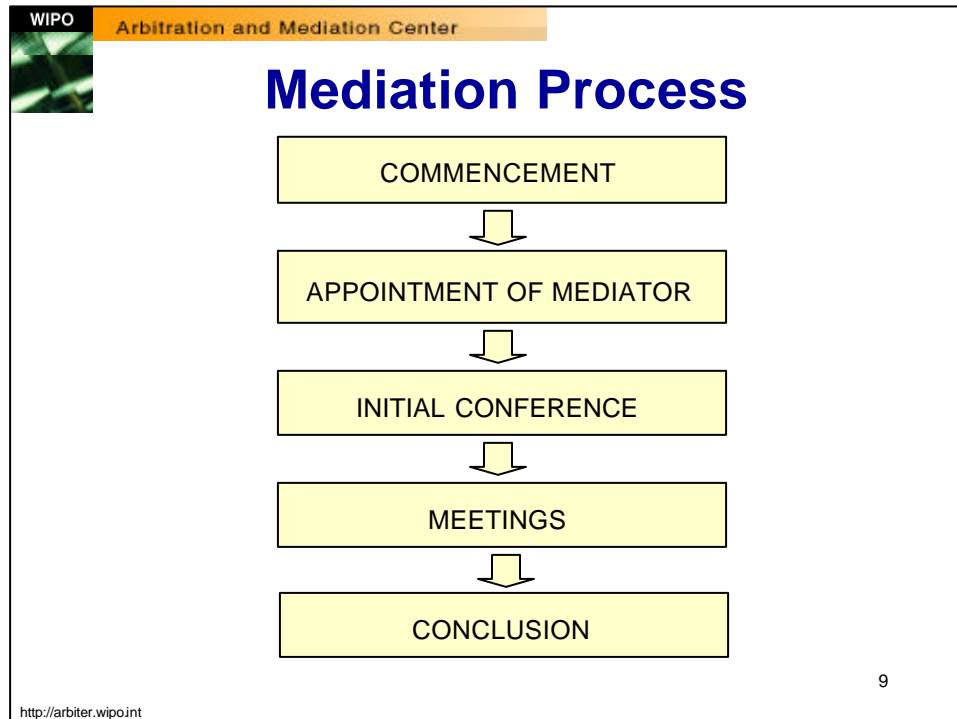 WIPO
Arbitration and Mediation Center
Mediation Process
COMMENCEMENT
APPOINTMENT OF MEDIATOR
INITIAL CONFERENCE
MEETINGS
CONCLUSION
9
http://arbiter.wipo.int